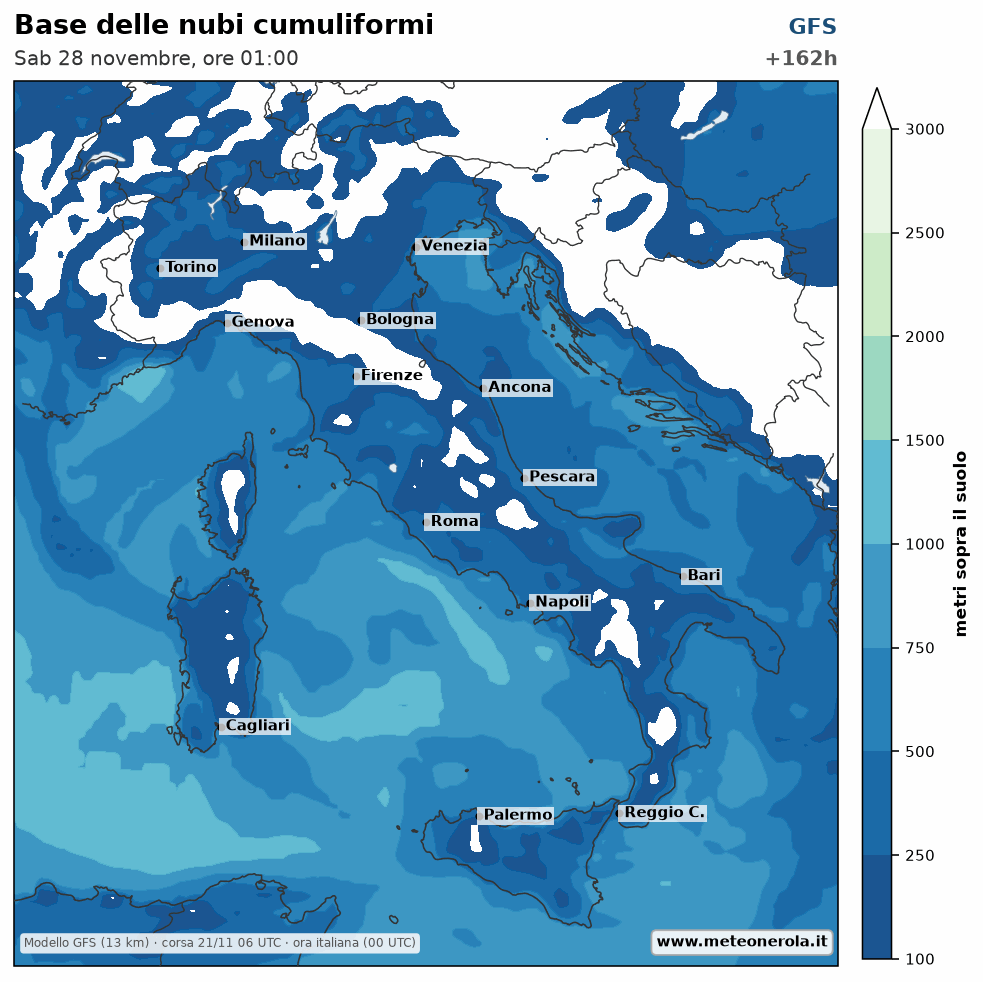 Base delle nubi cumuliformi
GFS
Sab 28 novembre, ore 01:00
+162h
Milano
Venezia
Torino
Genova
Bologna
Firenze
Ancona
Pescara
Roma
Bari
Napoli
Cagliari
Palermo
Reggio C.
3000
2500
2000
1500
1000
750
500
250
100
metri sopra il suolo
Modello GFS (13 km) · corsa 21/11 06 UTC · ora italiana (00 UTC)
www.meteonerola.it